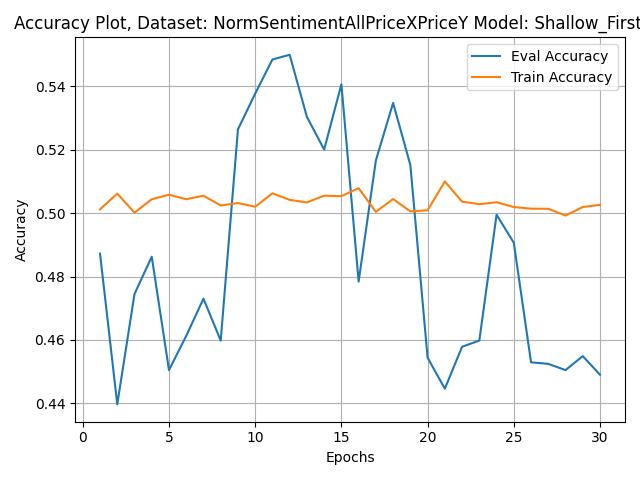 Accuracy Plot, Dataset: NormSentimentAllPriceXPriceY Model: Shallow_First
Eval Accuracy
Train Accuracy
0.54
0.52
0.50
0.48
0.46
0.44
Accuracy
0 5 10 15 20 25 30
Epochs